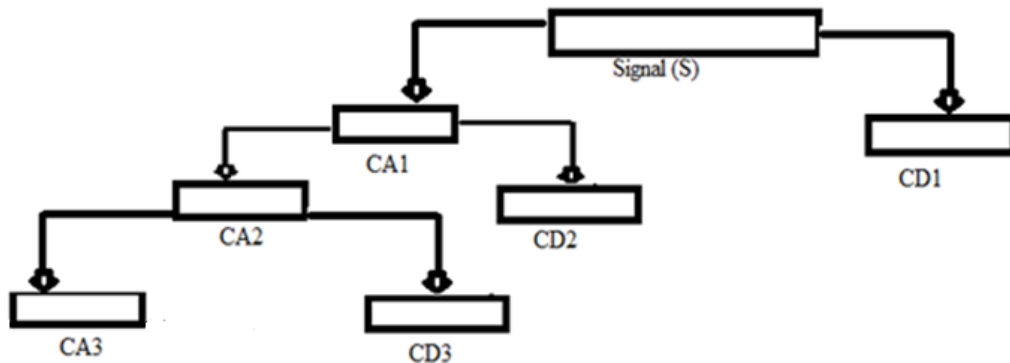 Signal (S)
CA1
CD1
CA2
CD2
CA3
CD3